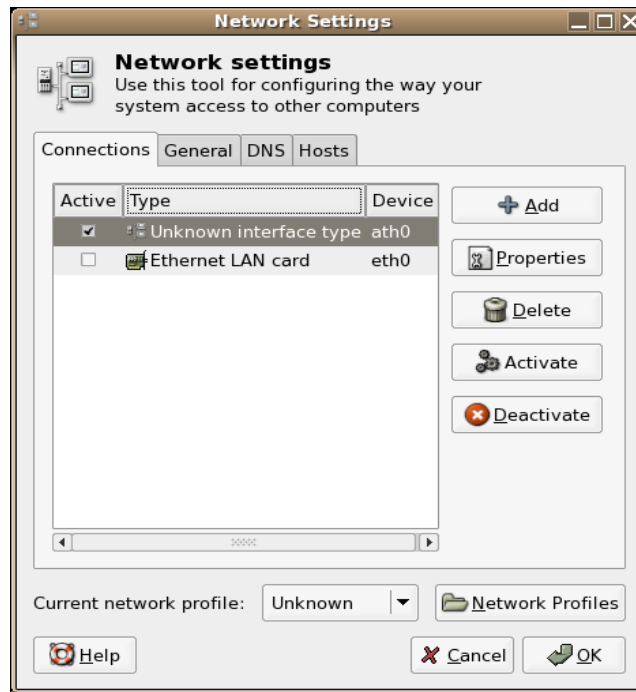 Network Settings
Network settings
Use this tool for configuring the way your
system access to other computers
Connections General DNS Hosts
Active Type Device
Unknown interface type ath0
Ethernet LAN card eth0
Add
Properties
Delete
Activate
Deactivate
Current network profile: Unknown Network Profiles
Help Cancel OK